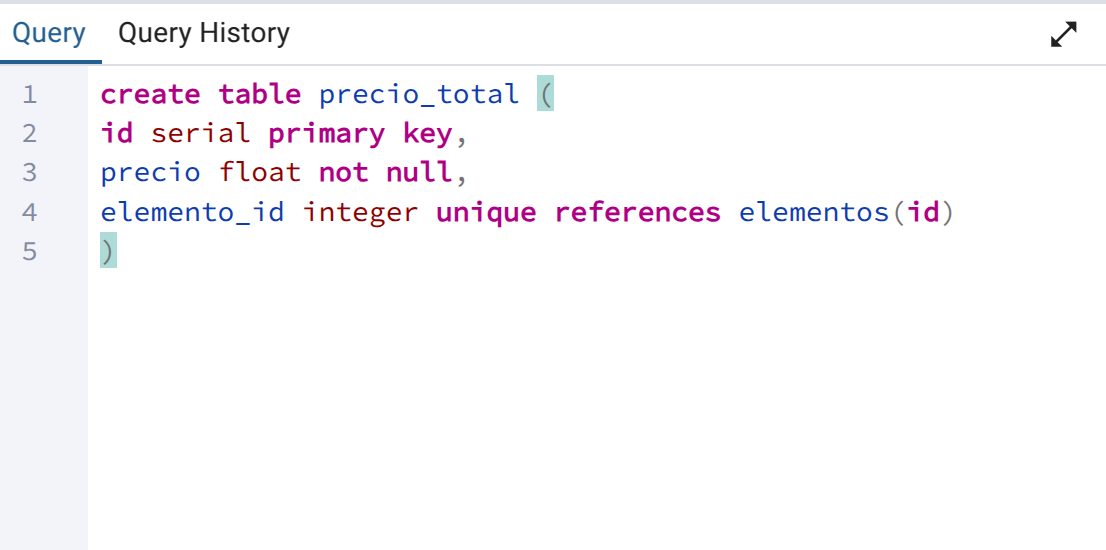 Query Query History
1 create table precio_total (
2 id serial primary key,
3 precio float not null,
4 elemento_id integer unique references elementos(id)
5 )